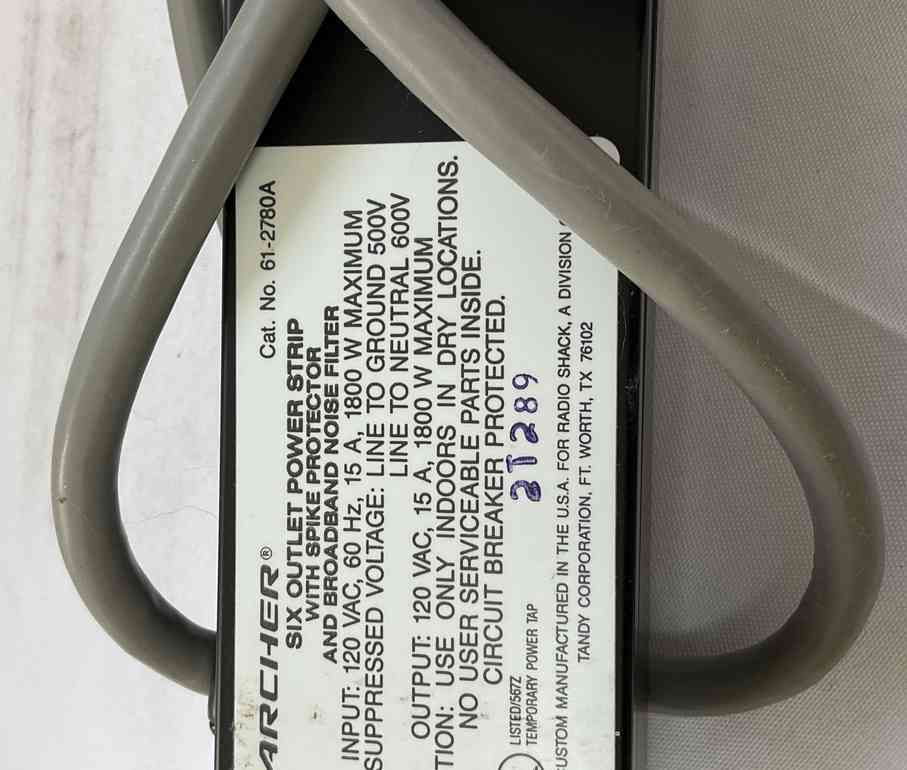 ARCHER® Cat. No. 61-2780A
SIX OUTLET POWER STRIP
WITH SPIKE PROTECTOR
AND BROADBAND NOISE FILTER
INPUT: 120 VAC, 60 Hz, 15 A, 1800 W MAXIMUM
SUPPRESSED VOLTAGE: LINE TO GROUND 500V
LINE TO NEUTRAL 600V
OUTPUT: 120 VAC, 15 A, 1800 W MAXIMUM
TION: USE ONLY INDOORS IN DRY LOCATIONS.
NO USER SERVICEABLE PARTS INSIDE.
CIRCUIT BREAKER PROTECTED.
2T289
LISTED/567Z
TEMPORARY POWER TAP
CUSTOM MANUFACTURED IN THE U.S.A. FOR RADIO SHACK, A DIVISION
TANDY CORPORATION, FT. WORTH, TX 76102